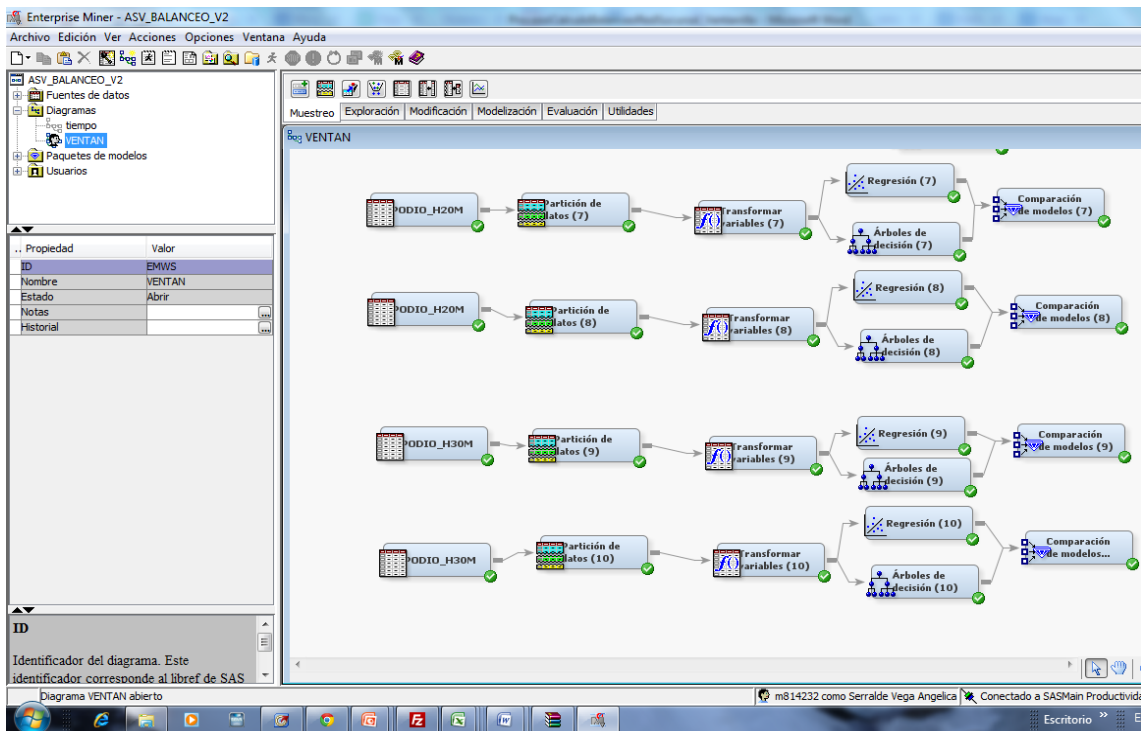 Enterprise Miner - ASV_BALANCEO_V2
Archivo Edición Ver Acciones Opciones Ventana Ayuda
ASV_BALANCEO_V2
Fuentes de datos
Diagramas
tiempo
VENTAN
Paquetes de modelos
Usuarios
.. Propiedad Valor
ID EMWS
Nombre VENTAN
Estado Abrir
Notas ...
Historial ...
ID
Identificador del diagrama. Este
identificador corresponde al libref de SAS
Muestreo Exploración Modificación Modelización Evaluación Utilidades
VENTAN
PODIO_H20M
Partición de
datos (7)
Transformar
variables (7)
Regresión (7)
Árboles de
decisión (7)
Comparación
de modelos (7)
PODIO_H20M
Partición de
datos (8)
Transformar
variables (8)
Regresión (8)
Árboles de
decisión (8)
Comparación
de modelos (8)
PODIO_H30M
Partición de
datos (9)
Transformar
variables (9)
Regresión (9)
Árboles de
decisión (9)
Comparación
de modelos (9)
PODIO_H30M
Partición de
datos (10)
Transformar
variables (10)
Regresión (10)
Árboles de
decisión (10)
Comparación
de modelos...
Diagrama VENTAN abierto
m814232 como Serralde Vega Angelica
Conectado a SASMain Productivida
Escritorio »
E